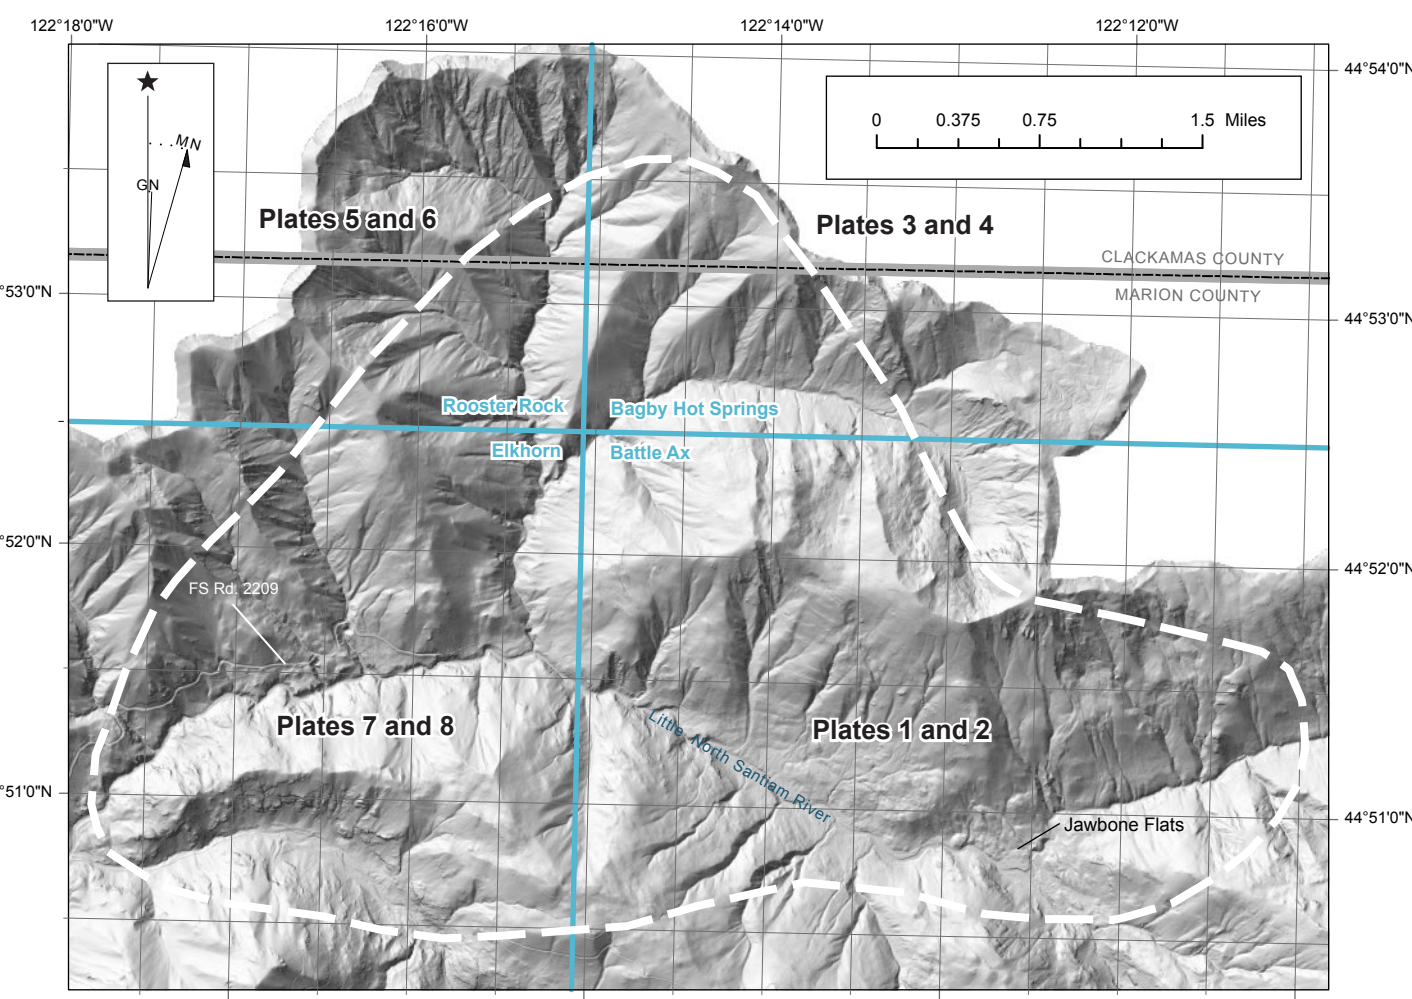 122°18'0"W 122°16'0"W 122°14'0"W 122°12'0"W
44°54'0"N
MN
GN
0 0.375 0.75 1.5 Miles
Plates 5 and 6
Plates 3 and 4
CLACKAMAS COUNTY
MARION COUNTY
°53'0"N
44°53'0"N
Rooster Rock
Bagby Hot Springs
Elkhorn
Battle Ax
°52'0"N
44°52'0"N
FS Rd. 2209
Plates 7 and 8
Little North Santiam River
Plates 1 and 2
°51'0"N
44°51'0"N
Jawbone Flats